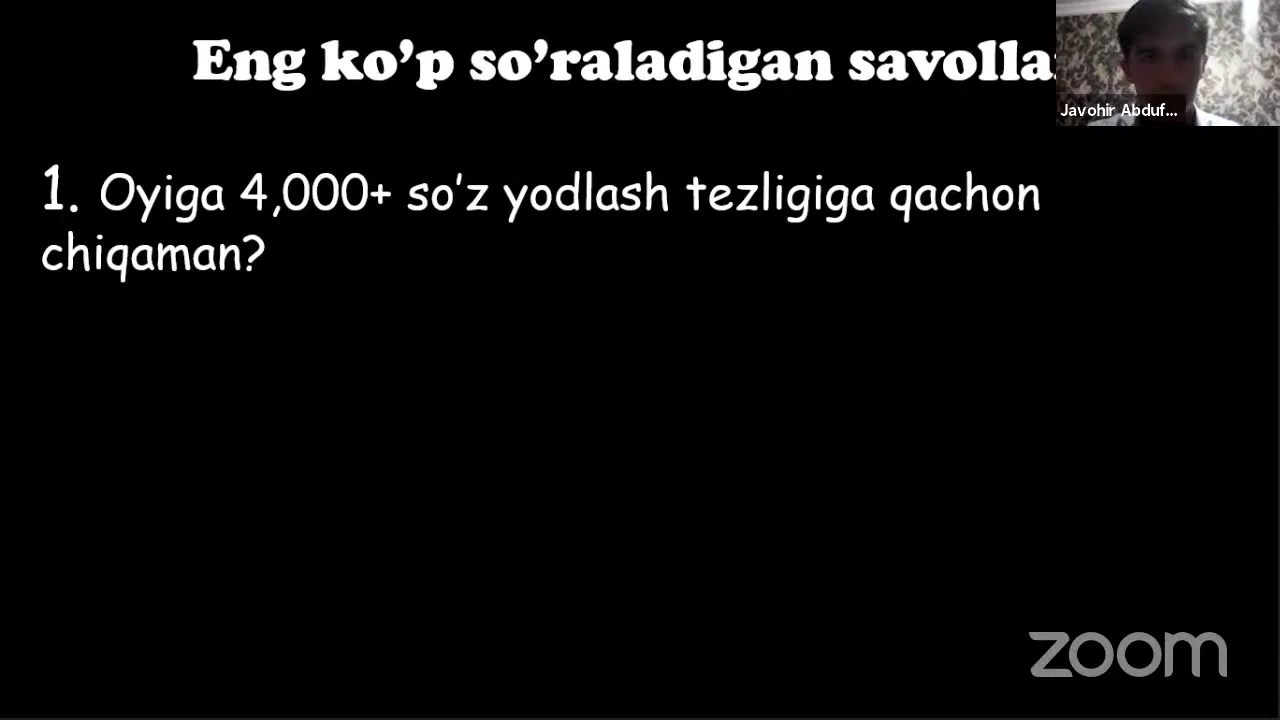 Eng ko’p so’raladigan savolla
Javohir Abduf...
1. Oyiga 4,000+ so’z yodlash tezligiga qachon
chiqaman?
zoom